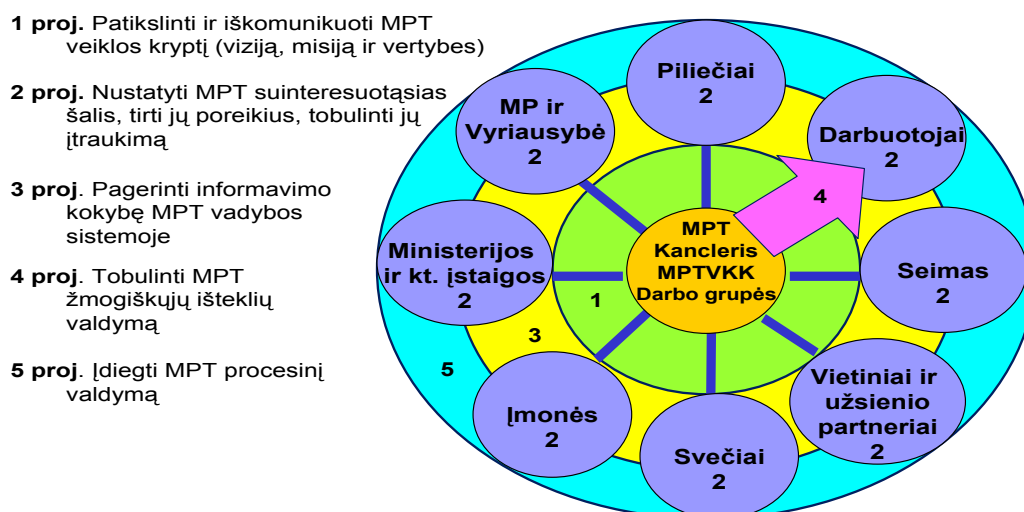 1 proj. Patikslinti ir iškomunikuoti MPT
veiklos kryptį (viziją, misiją ir vertybes)
2 proj. Nustatyti MPT suinteresuotąsias
šalis, tirti jų poreikius, tobulinti jų
įtraukimą
3 proj. Pagerinti informavimo
kokybę MPT vadybos
sistemoje
4 proj. Tobulinti MPT
žmogiškųjų išteklių
valdymą
5 proj. Įdiegti MPT procesinį
valdymą
Piliečiai
2
MP ir
Vyriausybė
2
Darbuotojai
2
4
Ministerijos
ir kt. įstaigos
2
MPT
Kancleris
MPTVKK
Darbo grupės
Seimas
2
1
3
5
Įmonės
2
Svečiai
2
Vietiniai ir
užsienio
partneriai
2